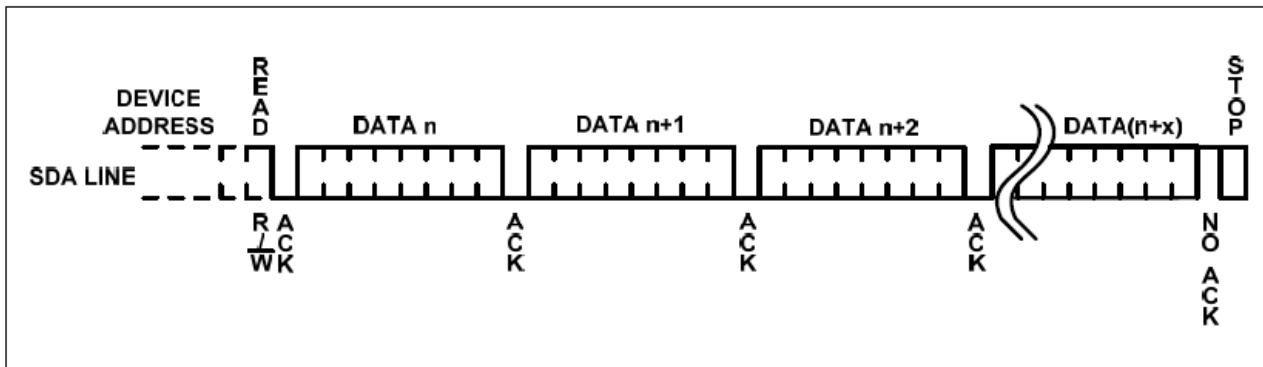 DEVICE
ADDRESS
READ
STOP
DATA n
DATA n+1
DATA n+2
DATA(n+x)
SDA LINE
R/W
ACK
ACK
ACK
ACK
NO ACK